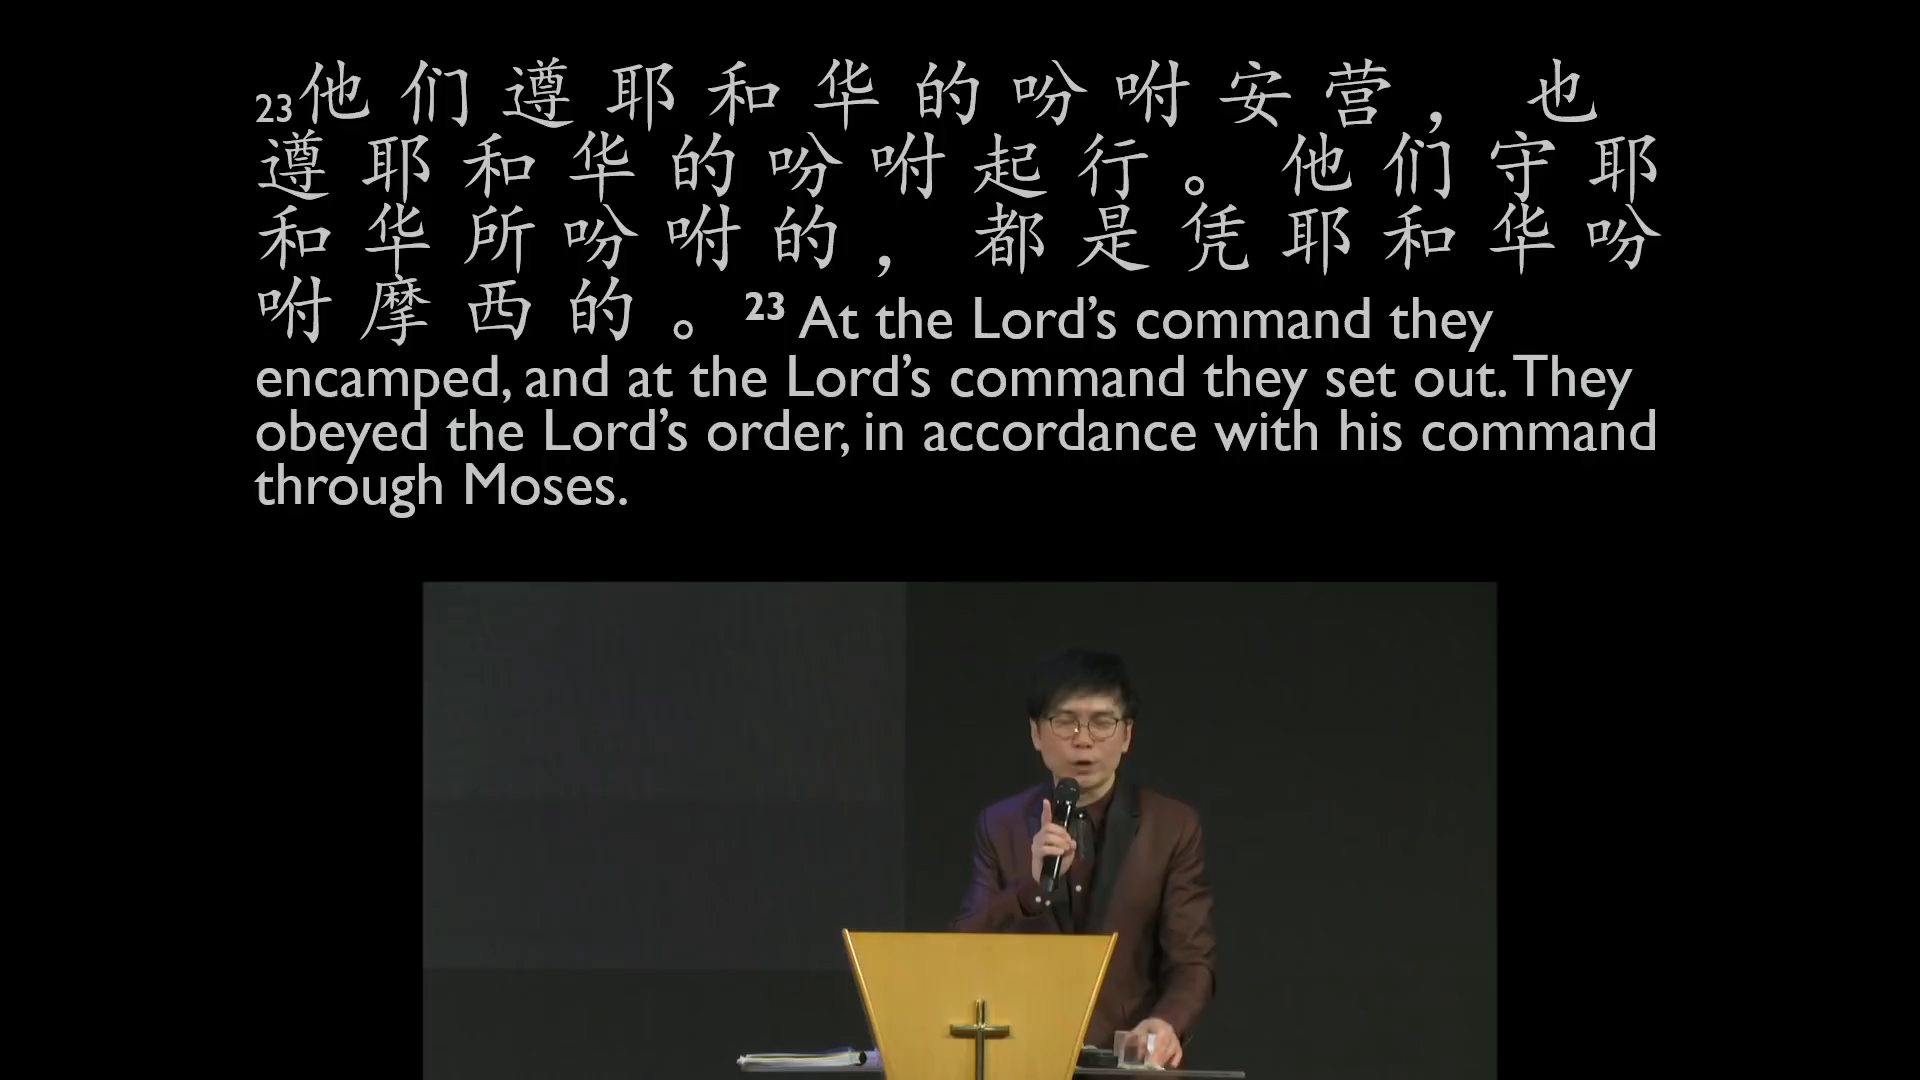 23他们遵耶和华的吩咐安营，也
遵耶和华的吩咐起行。他们守耶
和华所吩咐的，都是凭耶和华吩
咐摩西的。23 At the Lord’s command they
encamped, and at the Lord’s command they set out. They
obeyed the Lord’s order, in accordance with his command
through Moses.